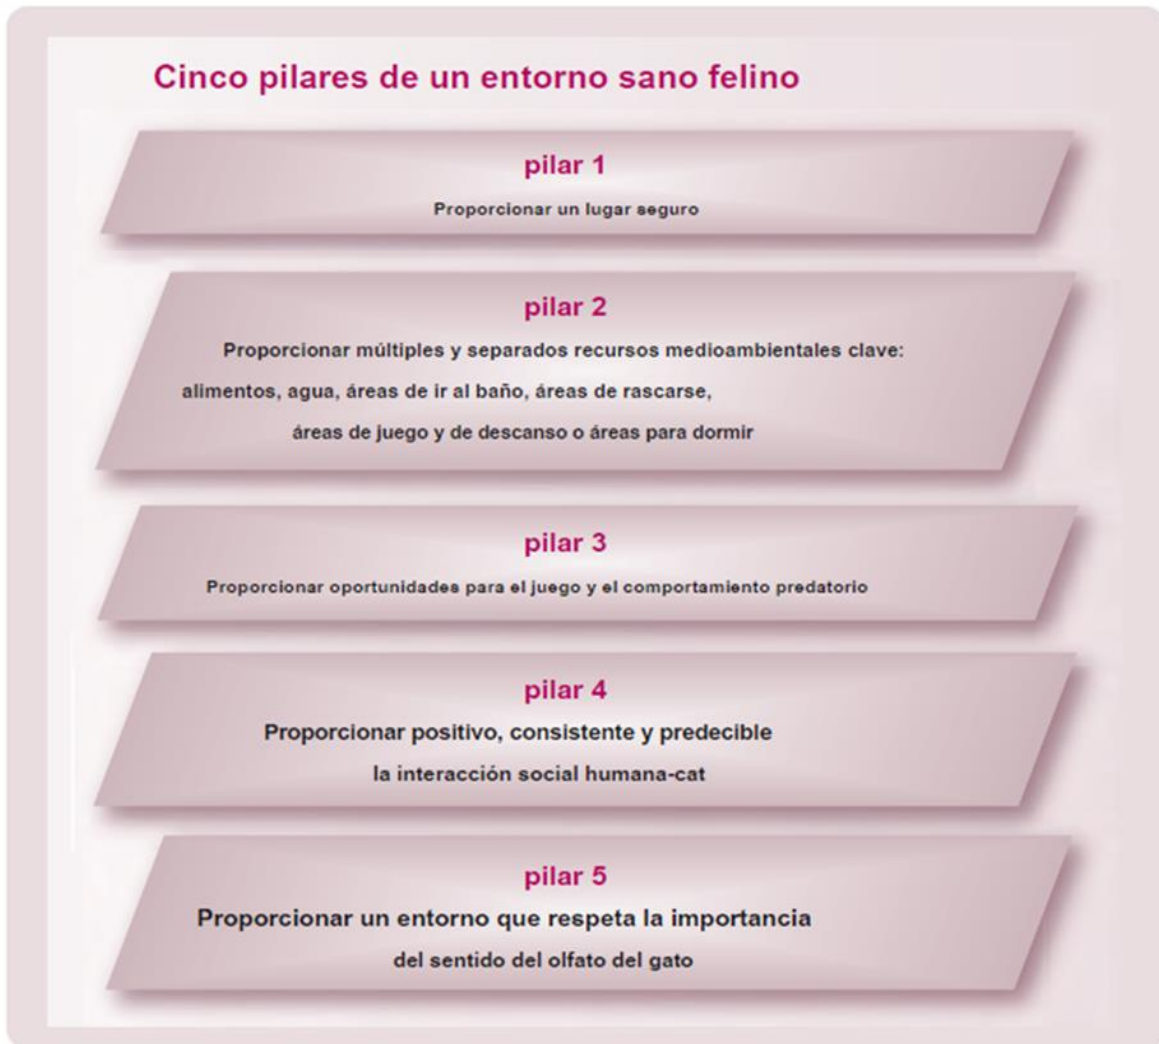 Cinco pilares de un entorno sano felino
pilar 1
Proporcionar un lugar seguro
pilar 2
Proporcionar múltiples y separados recursos medioambientales clave:
alimentos, agua, áreas de ir al baño, áreas de rascarse,
áreas de juego y de descanso o áreas para dormir
pilar 3
Proporcionar oportunidades para el juego y el comportamiento predatorio
pilar 4
Proporcionar positivo, consistente y predecible
la interacción social humana-cat
pilar 5
Proporcionar un entorno que respeta la importancia
del sentido del olfato del gato